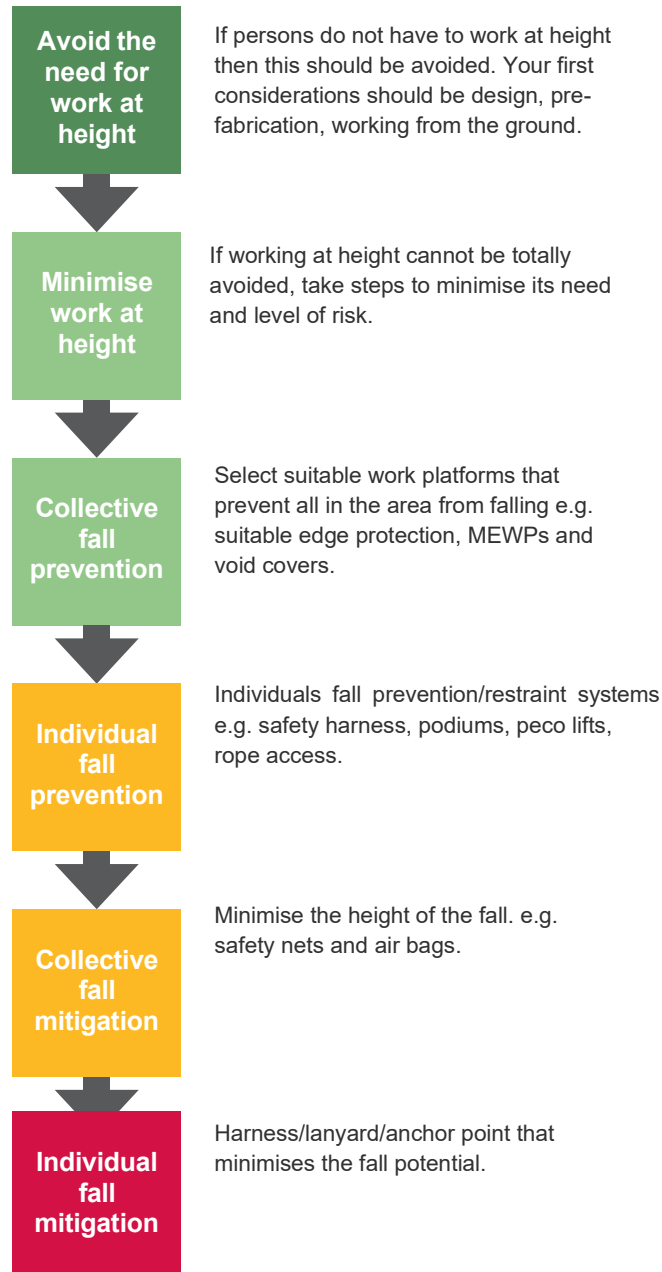 Avoid the
need for
work at
height
If persons do not have to work at height
then this should be avoided. Your first
considerations should be design, pre-
fabrication, working from the ground.
Minimise
work at
height
If working at height cannot be totally
avoided, take steps to minimise its need
and level of risk.
Collective
fall
prevention
Select suitable work platforms that
prevent all in the area from falling e.g.
suitable edge protection, MEWPs and
void covers.
Individual
fall
prevention
Individuals fall prevention/restraint systems
e.g. safety harness, podiums, peco lifts,
rope access.
Collective
fall
mitigation
Minimise the height of the fall. e.g.
safety nets and air bags.
Individual
fall
mitigation
Harness/lanyard/anchor point that
minimises the fall potential.